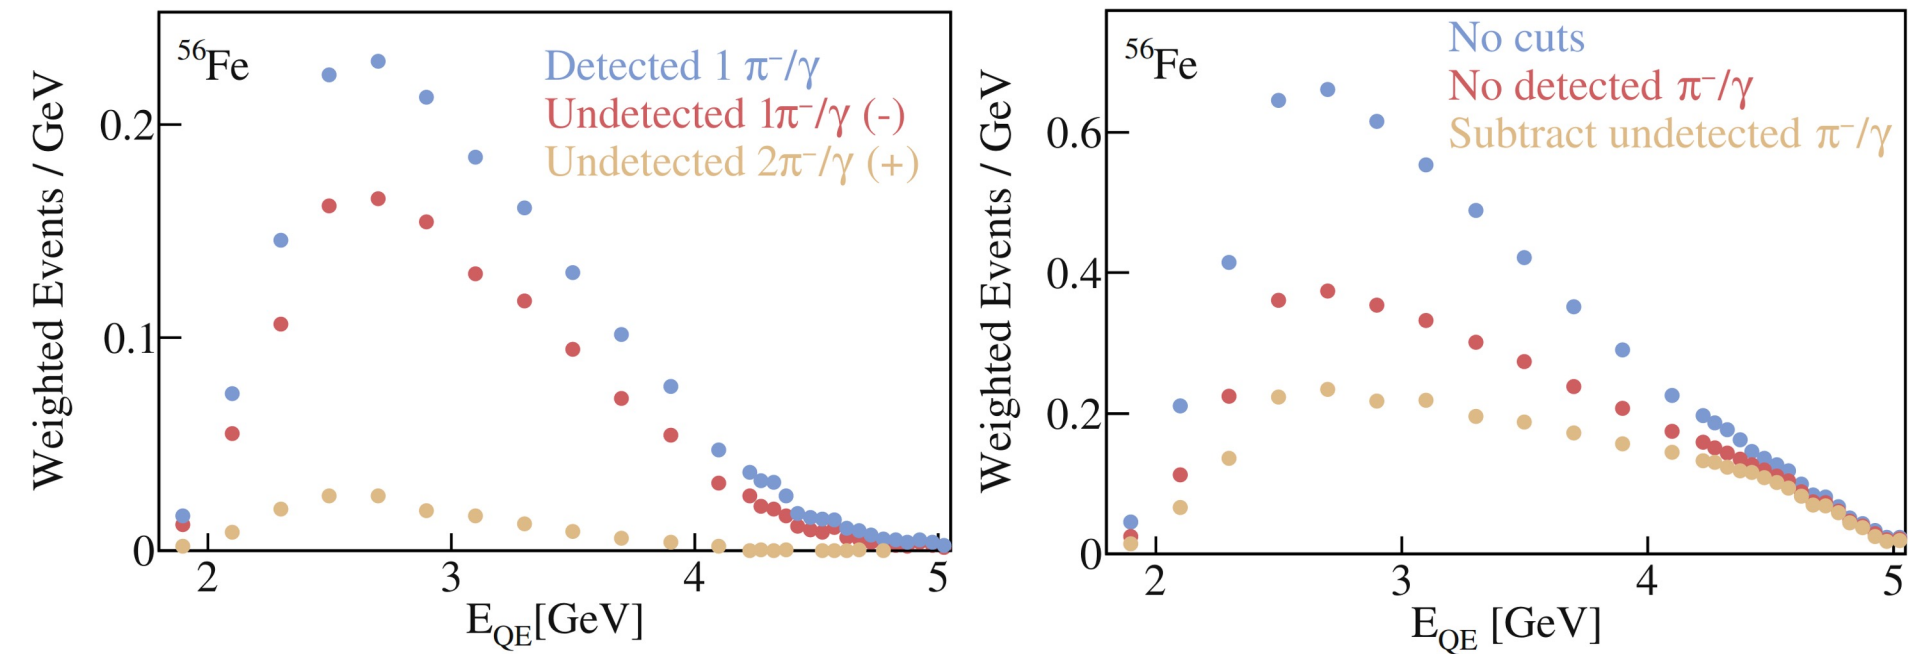 ⁵⁶Fe
Detected 1 π⁻/γ
Undetected 1π⁻/γ (-)
Undetected 2π⁻/γ (+)
Weighted Events / GeV
0.2
0.1
0
2 3 4 5
E_QE[GeV]
⁵⁶Fe
No cuts
No detected π⁻/γ
Subtract undetected π⁻/γ
Weighted Events / GeV
0.6
0.4
0.2
0
2 3 4 5
E_QE [GeV]